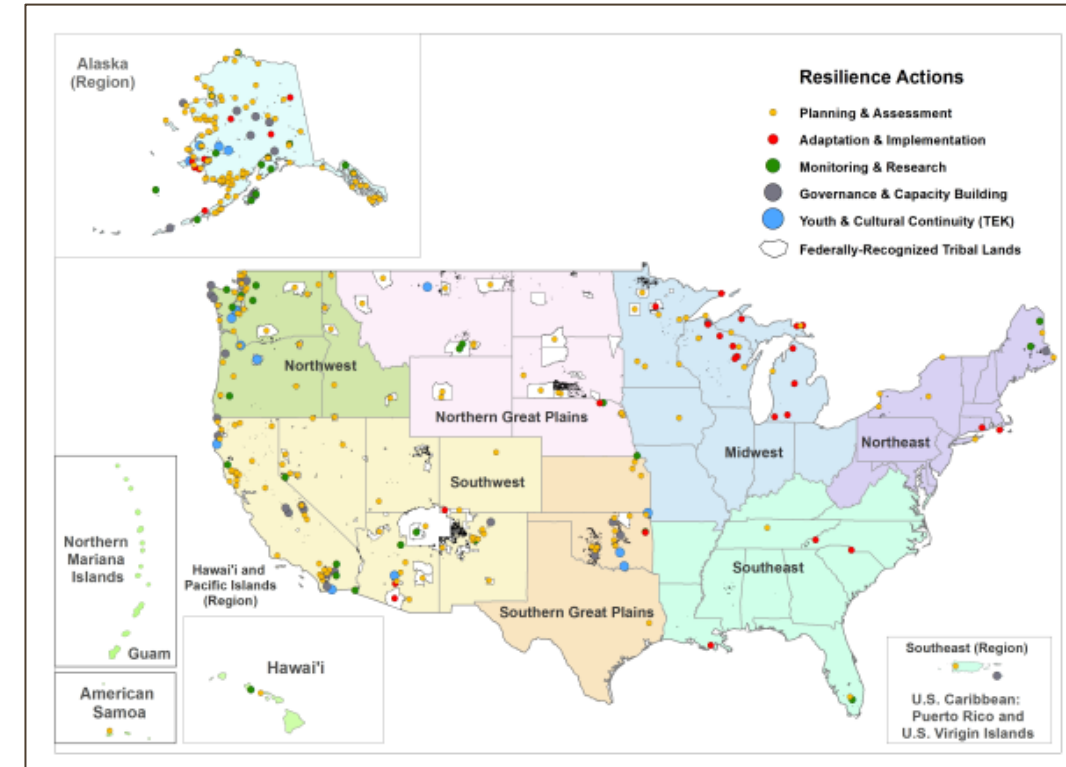 Alaska
(Region)
Resilience Actions
Planning & Assessment
Adaptation & Implementation
Monitoring & Research
Governance & Capacity Building
Youth & Cultural Continuity (TEK)
Federally-Recognized Tribal Lands
Northwest
Northern Great Plains
Midwest
Northeast
Southwest
Southeast
Southern Great Plains
Northern
Mariana
Islands
Guam
Hawai'i and
Pacific Islands
(Region)
Hawai'i
American
Samoa
Southeast (Region)
U.S. Caribbean:
Puerto Rico and
U.S. Virigin Islands